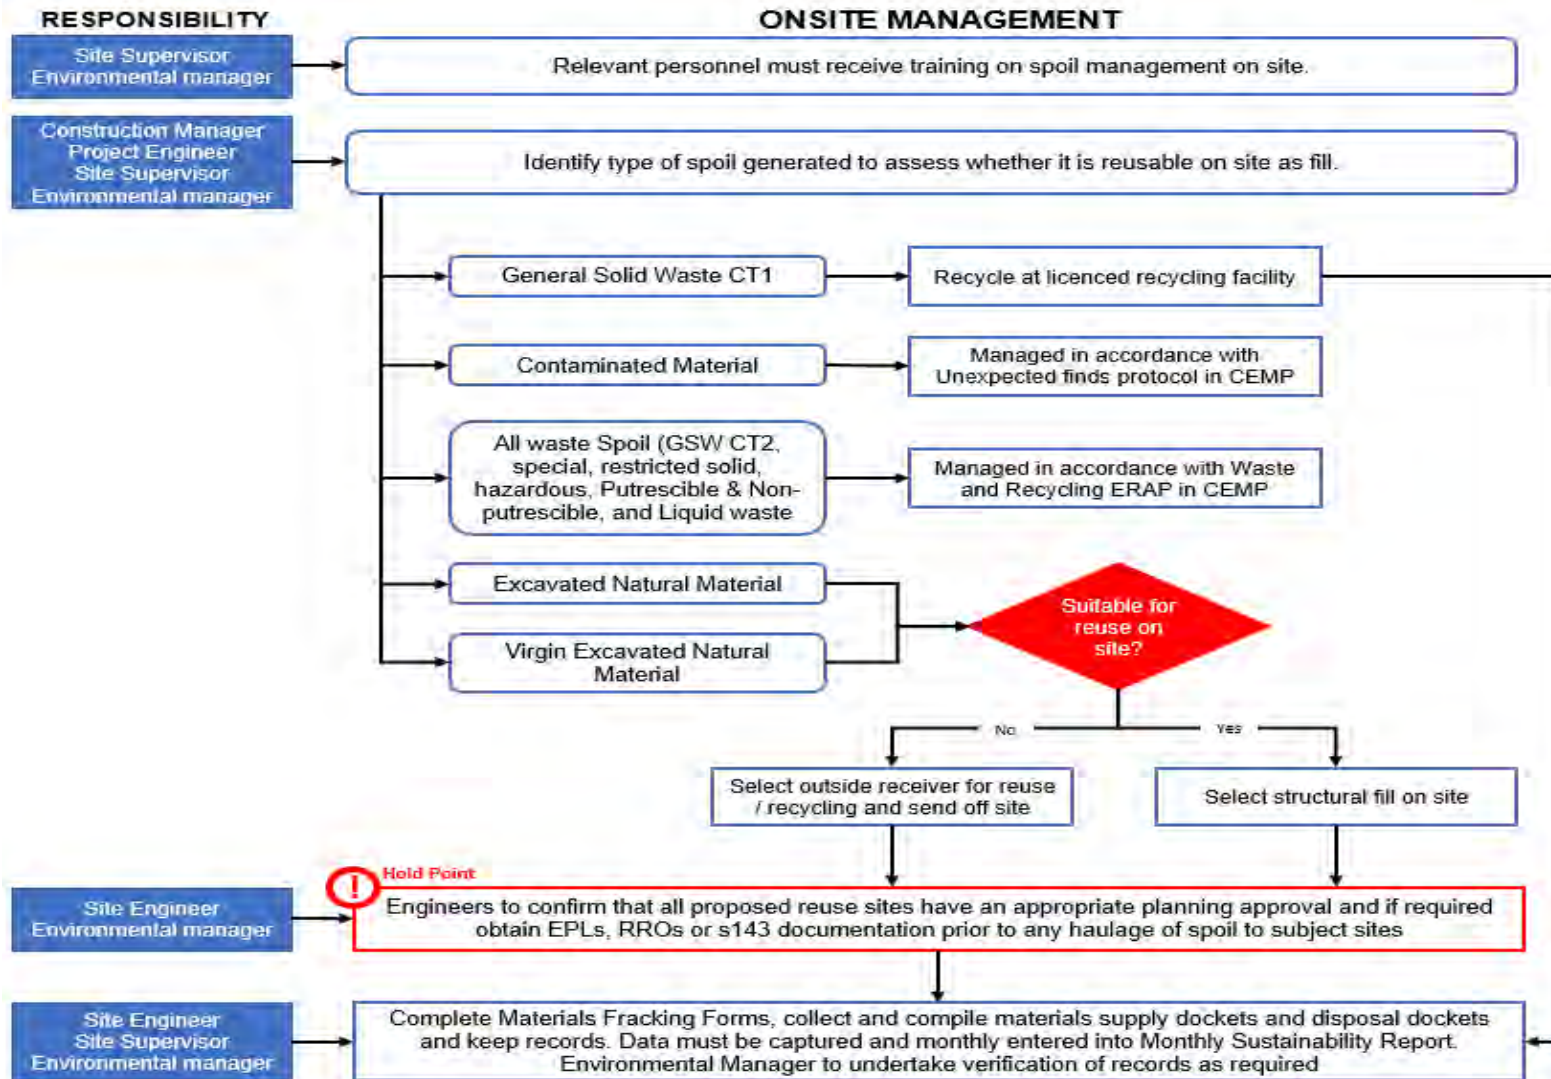 RESPONSIBILITY
ONSITE MANAGEMENT
Site Supervisor
Environmental manager
Relevant personnel must receive training on spoil management on site.
Construction Manager
Project Engineer
Site Supervisor
Environmental manager
Identify type of spoil generated to assess whether it is reusable on site as fill.
General Solid Waste CT1
Recycle at licenced recycling facility
Contaminated Material
Managed in accordance with
Unexpected finds protocol in CEMP
All waste Spoil (GSW CT2,
special, restricted solid,
hazardous, Putrescible & Non-
putrescible, and Liquid waste
Managed in accordance with Waste
and Recycling ERAP in CEMP
Excavated Natural Material
Virgin Excavated Natural
Material
Suitable for
reuse on
site?
No
Yes
Select outside receiver for reuse
/ recycling and send off site
Select structural fill on site
!
Hold Point
Site Engineer
Environmental manager
Engineers to confirm that all proposed reuse sites have an appropriate planning approval and if required
obtain EPLs, RROs or s143 documentation prior to any haulage of spoil to subject sites
Site Engineer
Site Supervisor
Environmental manager
Complete Materials Fracking Forms, collect and compile materials supply dockets and disposal dockets
and keep records. Data must be captured and monthly entered into Monthly Sustainability Report.
Environmental Manager to undertake verification of records as required